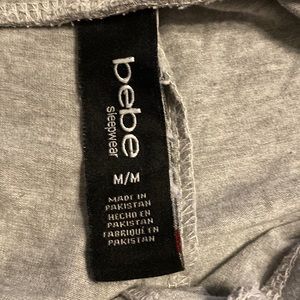 bebe
sleepwear
M/M
MADE IN
PAKISTAN
HECHO EN
PAKISTAN
FABRIQUÉ EN
PAKISTAN